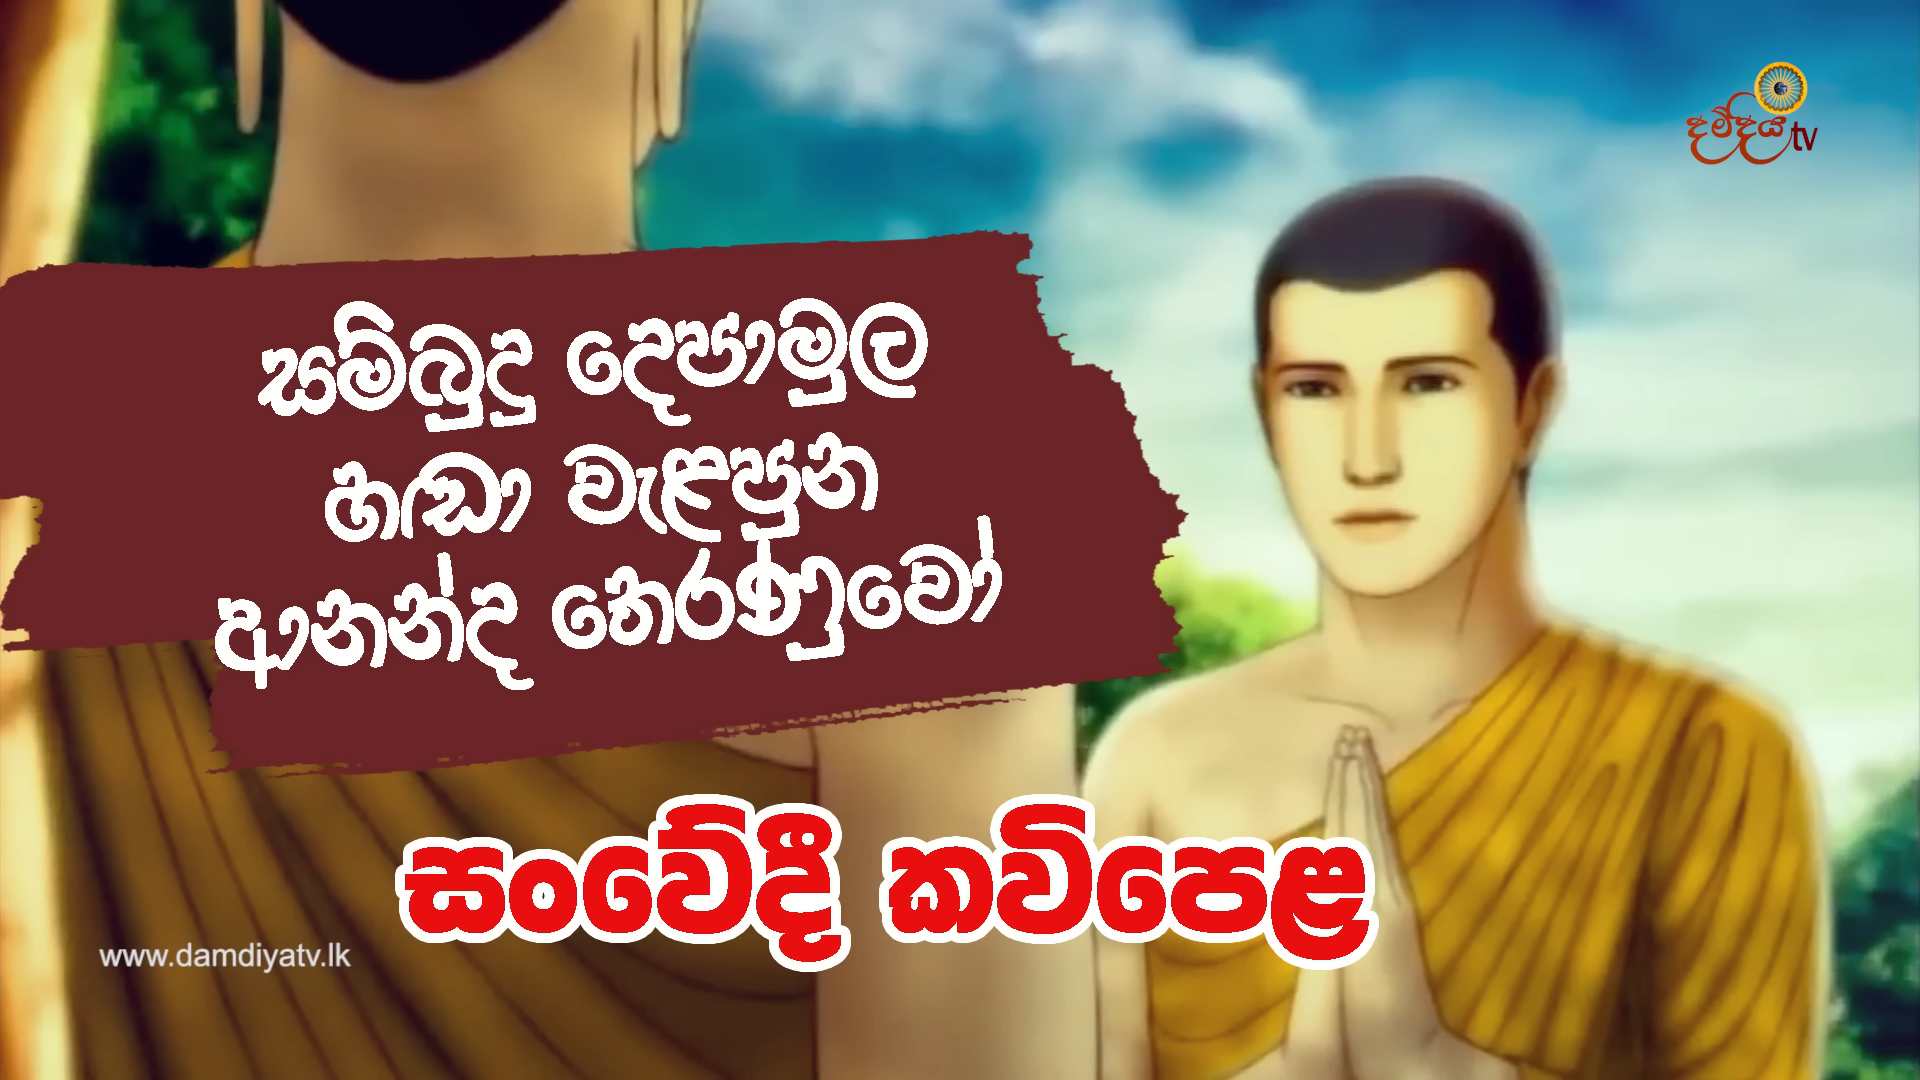 දම්දිය tv
සම්බුදු දෙපාමුල
හඬා වැළපුන
ආනන්ද තෙරණුවෝ
සංවේදී කවිපෙළ
www.damdiyatv.lk